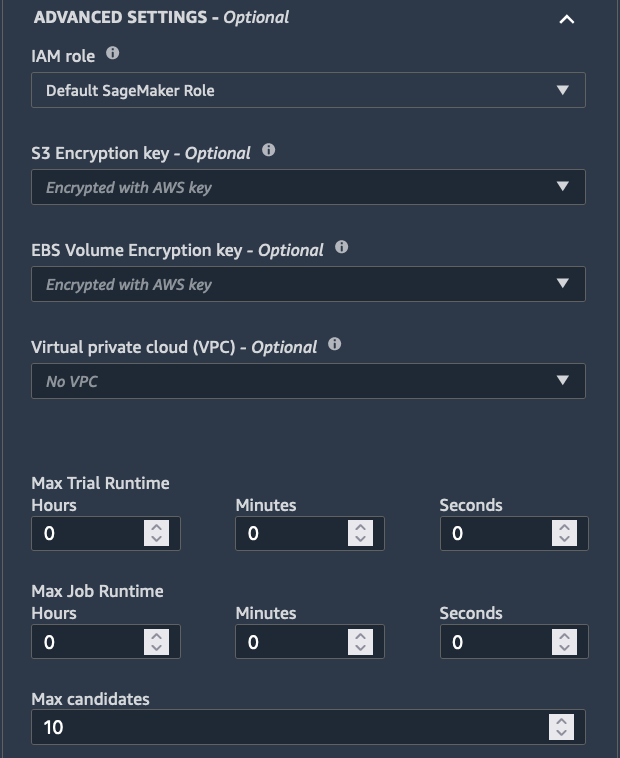 ADVANCED SETTINGS - Optional
IAM role
Default SageMaker Role
S3 Encryption key - Optional
Encrypted with AWS key
EBS Volume Encryption key - Optional
Encrypted with AWS key
Virtual private cloud (VPC) - Optional
No VPC
Max Trial Runtime
Hours Minutes Seconds
0 0 0
Max Job Runtime
Hours Minutes Seconds
0 0 0
Max candidates
10